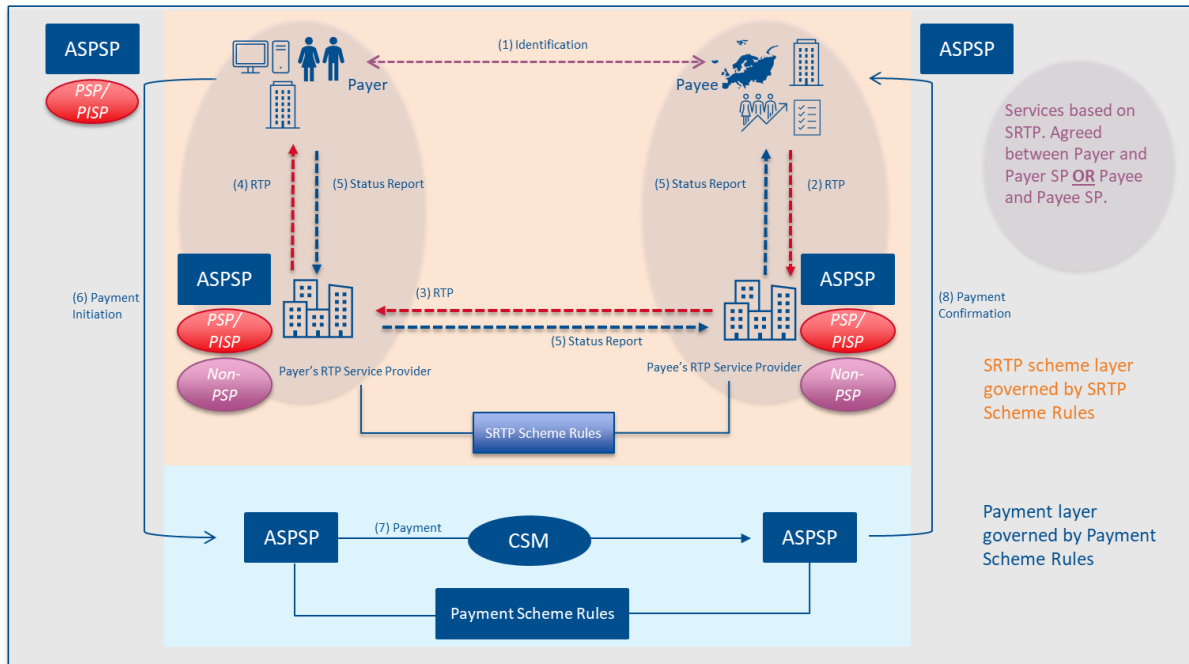 ASPSP
PSP/
PISP
(1) Identification
Payer
Payee
ASPSP
Services based on
SRTP. Agreed
between Payer and
Payer SP OR Payee
and Payee SP.
(4) RTP
(5) Status Report
(5) Status Report
(2) RTP
ASPSP
PSP/
PISP
Non-
PSP
(3) RTP
(5) Status Report
ASPSP
PSP/
PISP
Non-
PSP
(6) Payment
Initiation
(8) Payment
Confirmation
Payer's RTP Service Provider
Payee's RTP Service Provider
SRTP Scheme Rules
SRTP scheme layer
governed by SRTP
Scheme Rules
ASPSP
(7) Payment
CSM
ASPSP
Payment Scheme Rules
Payment layer
governed by Payment
Scheme Rules